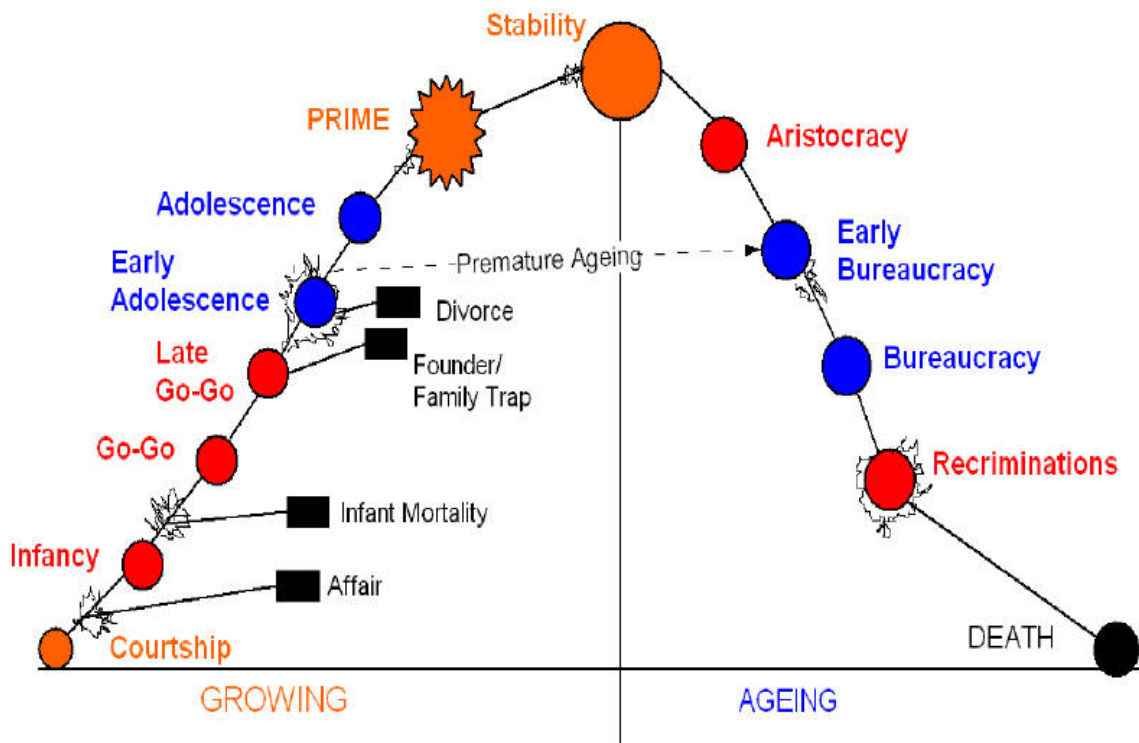 Stability
PRIME
Aristocracy
Adolescence
Early
Bureaucracy
Premature Ageing
Early
Adolescence
Divorce
Late
Go-Go
Founder/
Family Trap
Bureaucracy
Go-Go
Recriminations
Infant Mortality
Infancy
Affair
Courtship
DEATH
GROWING
AGEING